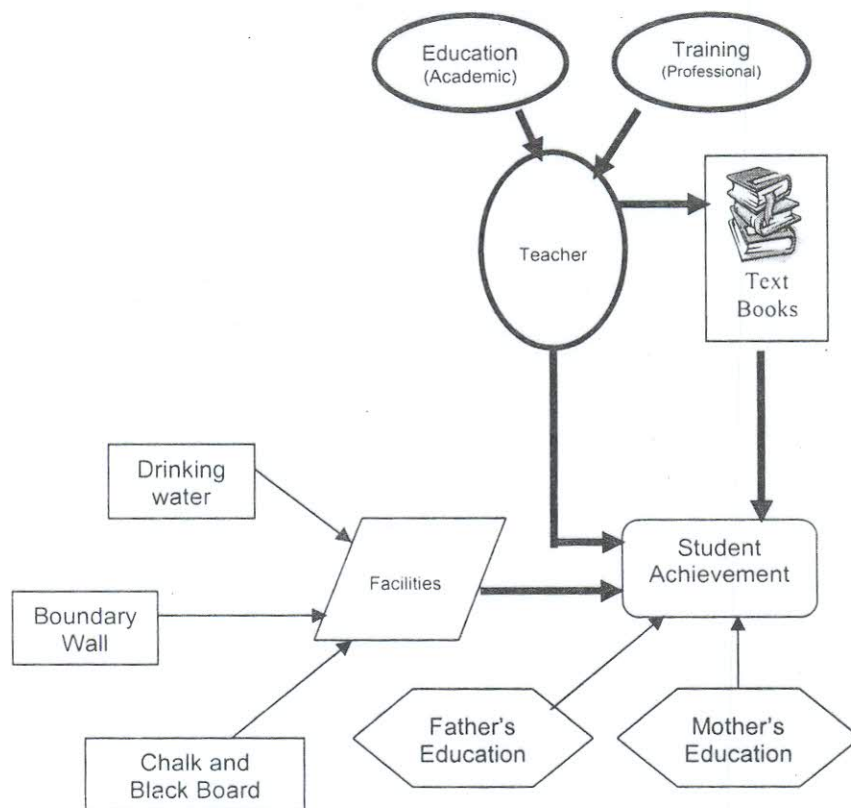 Education
(Academic)
Training
(Professional)
Teacher
Text
Books
Drinking
water
Student
Achievement
Facilities
Boundary
Wall
Father's
Education
Mother's
Education
Chalk and
Black Board